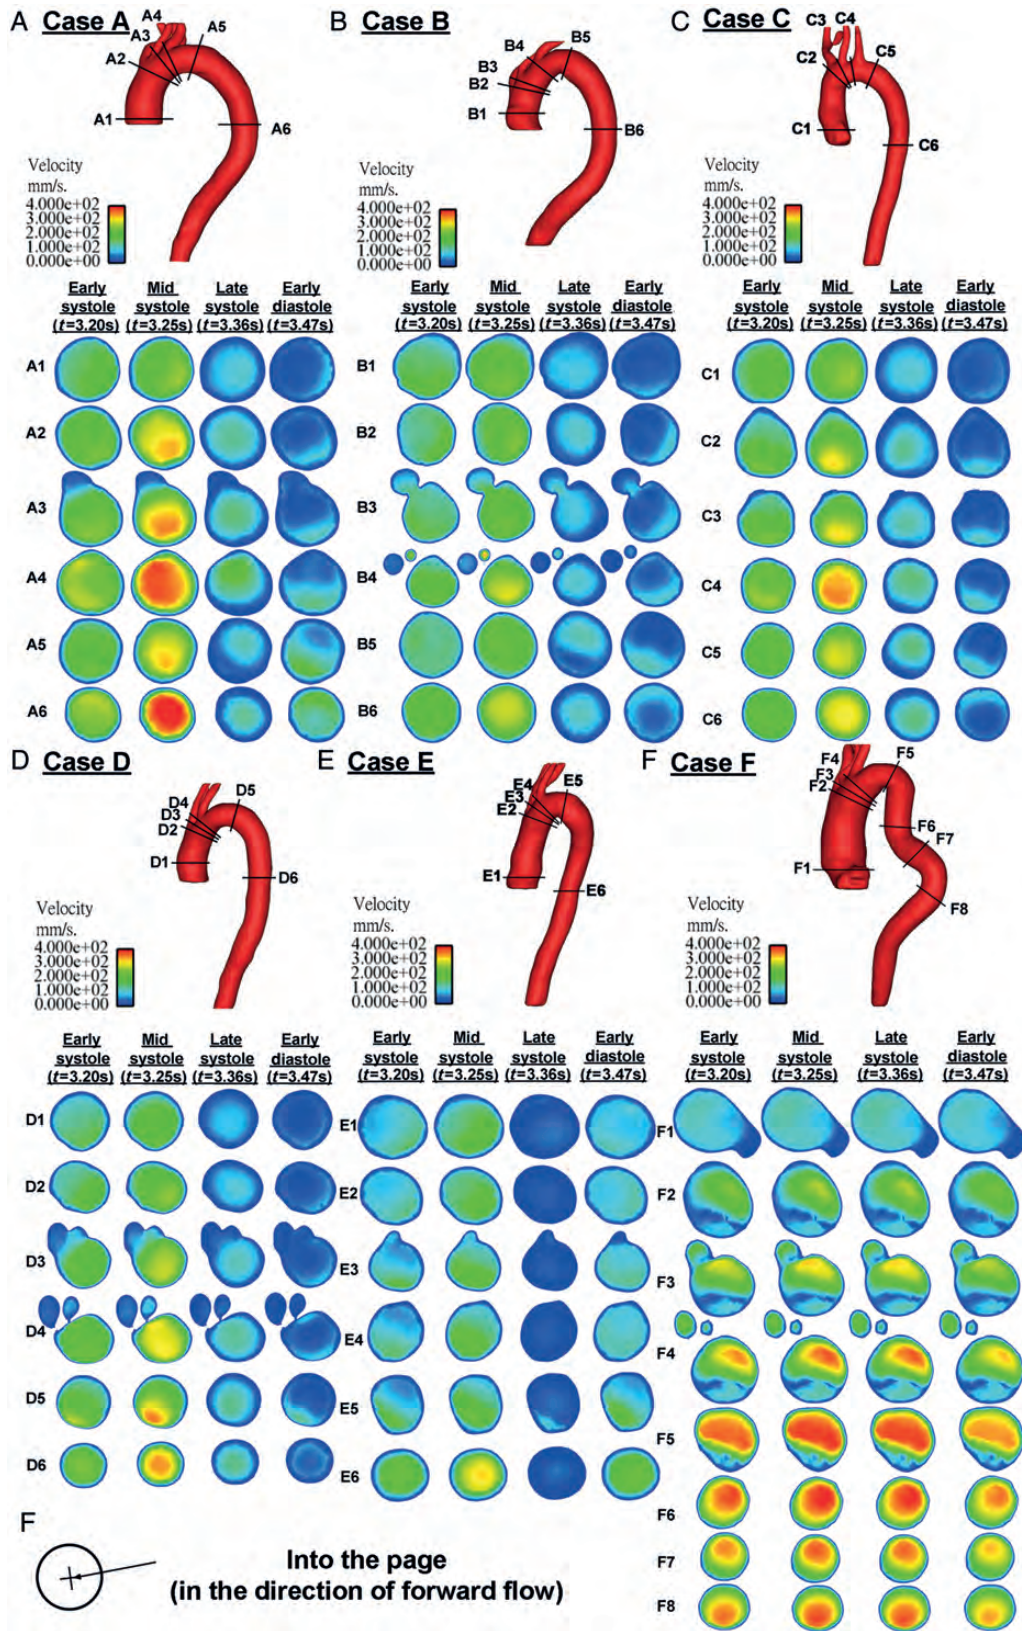 A Case A
A4
A3
A5
A2
A1
A6
Velocity
mm/s.
4.000e+02
3.000e+02
2.000e+02
1.000e+02
0.000e+00
Early
systole
(t=3.20s)
Mid
systole
(t=3.25s)
Late
systole
(t=3.36s)
Early
diastole
(t=3.47s)
A1
A2
A3
A4
A5
A6
B Case B
B5
B4
B3
B2
B1
B6
Velocity
mm/s.
4.000e+02
3.000e+02
2.000e+02
1.000e+02
0.000e+00
Early
systole
(t=3.20s)
Mid
systole
(t=3.25s)
Late
systole
(t=3.36s)
Early
diastole
(t=3.47s)
B1
B2
B3
B4
B5
B6
C Case C
C3 C4
C5
C2
C1
C6
Velocity
mm/s.
4.000e+02
3.000e+02
2.000e+02
1.000e+02
0.000e+00
Early
systole
(t=3.20s)
Mid
systole
(t=3.25s)
Late
systole
(t=3.36s)
Early
diastole
(t=3.47s)
C1
C2
C3
C4
C5
C6
D Case D
D5
D4
D3
D2
D1
D6
Velocity
mm/s.
4.000e+02
3.000e+02
2.000e+02
1.000e+02
0.000e+00
Early
systole
(t=3.20s)
Mid
systole
(t=3.25s)
Late
systole
(t=3.36s)
Early
diastole
(t=3.47s)
D1
D2
D3
D4
D5
D6
E Case E
E5
E4
E3
E2
E1
E6
Velocity
mm/s.
4.000e+02
3.000e+02
2.000e+02
1.000e+02
0.000e+00
Early
systole
(t=3.20s)
Mid
systole
(t=3.25s)
Late
systole
(t=3.36s)
Early
diastole
(t=3.47s)
E1
E2
E3
E4
E5
E6
F Case F
F5
F4
F3
F2
F6
F7
F1
F8
Velocity
mm/s.
4.000e+02
3.000e+02
2.000e+02
1.000e+02
0.000e+00
Early
systole
(t=3.20s)
Mid
systole
(t=3.25s)
Late
systole
(t=3.36s)
Early
diastole
(t=3.47s)
F1
F2
F3
F4
F5
F6
F7
F8
F
Into the page
(in the direction of forward flow)